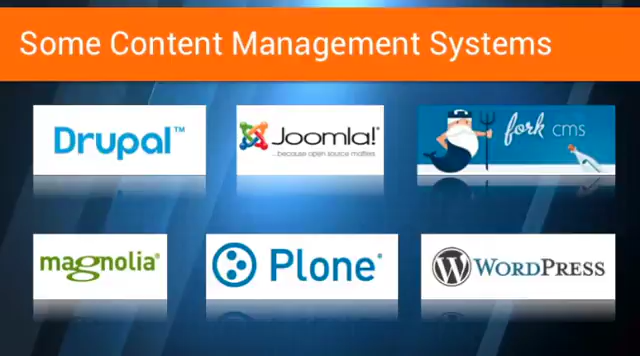 Some Content Management Systems
Drupal™
Joomla!®
...because open source matters
fork cms
magnolia®
Plone®
WORDPRESS